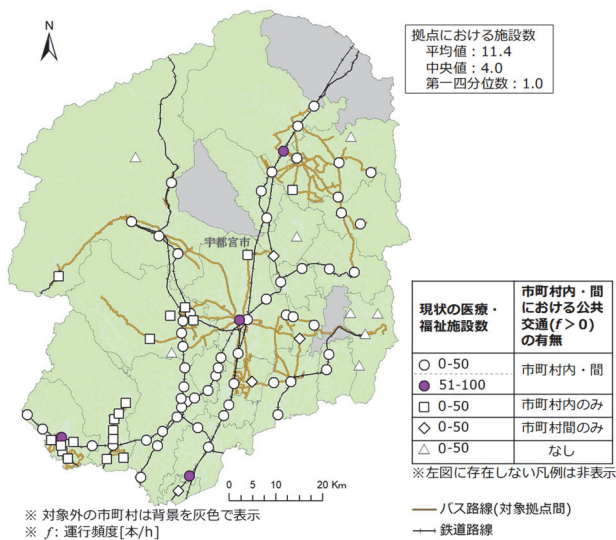 N
拠点における施設数
平均値：11.4
中央値：4.0
第一四分位数：1.0
宇都宮市
現状の医療・
福祉施設数
市町村内・間
における公共
交通(f＞0)
の有無
0-50
市町村内・間
51-100
0-50 市町村内のみ
0-50 市町村間のみ
0-50 なし
※左図に存在しない凡例は非表示
0 5 10 20 Km
バス路線(対象拠点間)
鉄道路線
※ 対象外の市町村は背景を灰色で表示
※ f: 運行頻度[本/h]